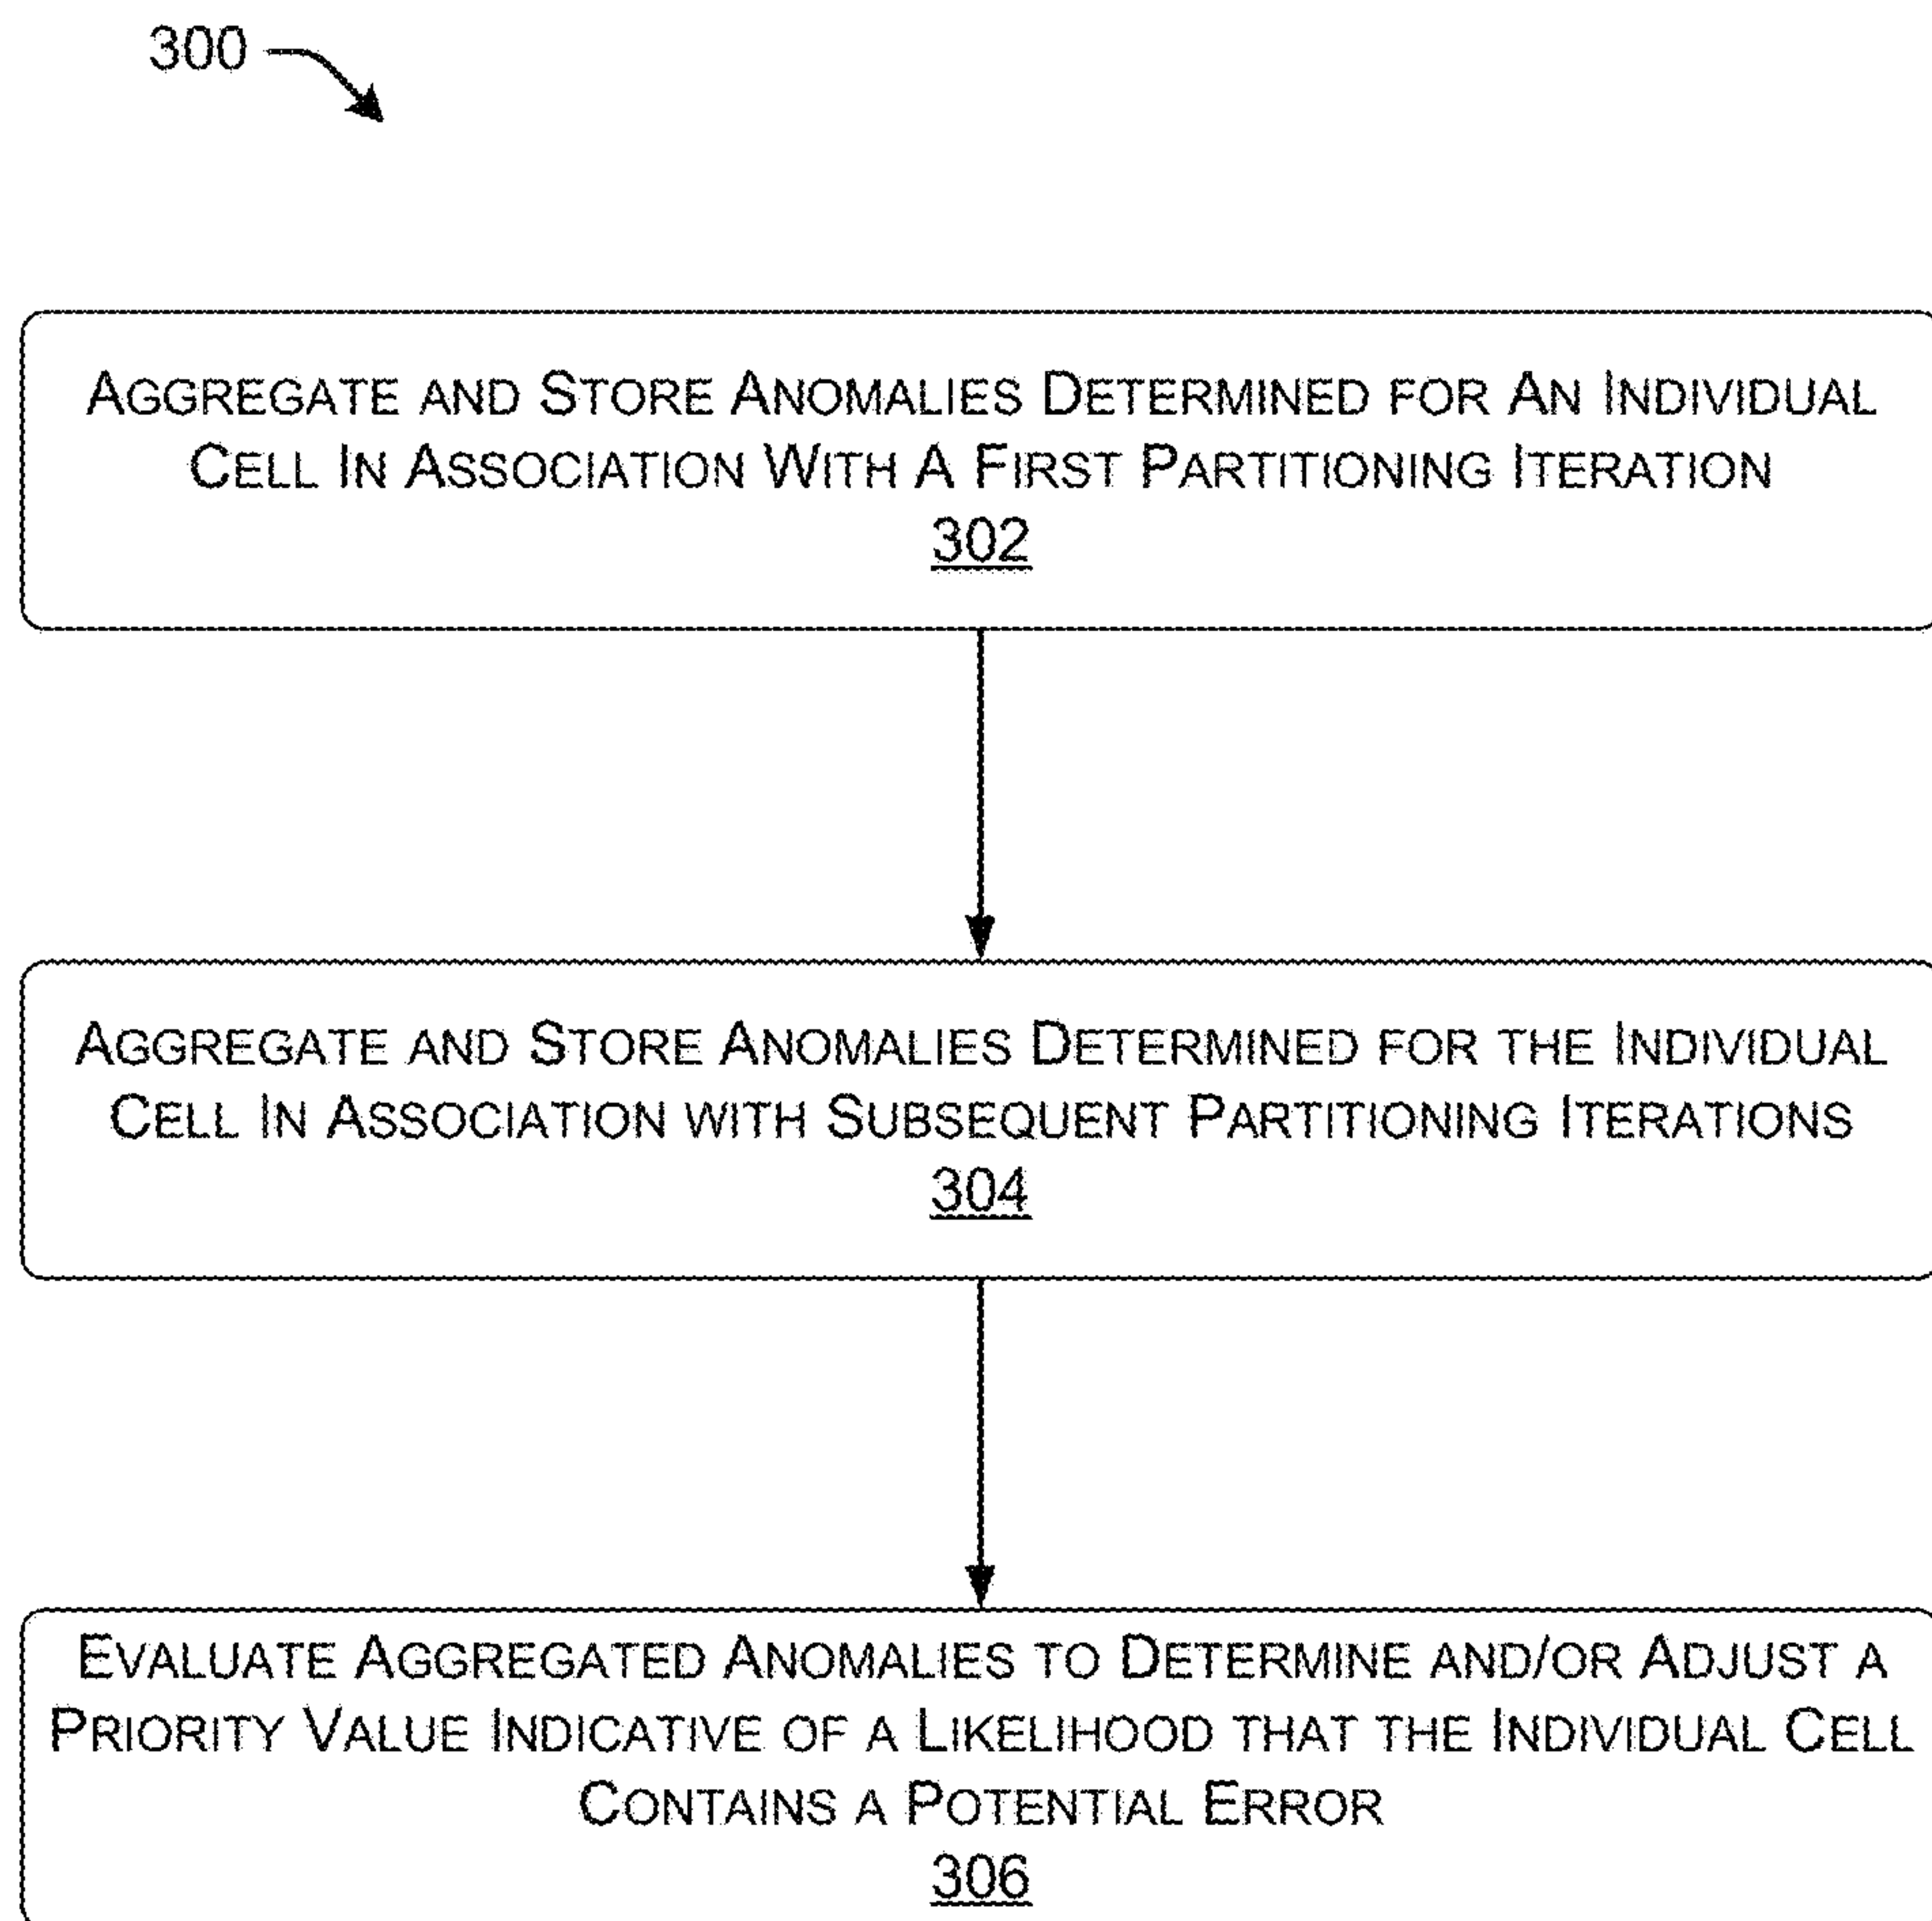 300
AGGREGATE AND STORE ANOMALIES DETERMINED FOR AN INDIVIDUAL
CELL IN ASSOCIATION WITH A FIRST PARTITIONING ITERATION
302
AGGREGATE AND STORE ANOMALIES DETERMINED FOR THE INDIVIDUAL
CELL IN ASSOCIATION WITH SUBSEQUENT PARTITIONING ITERATIONS
304
EVALUATE AGGREGATED ANOMALIES TO DETERMINE AND/OR ADJUST A
PRIORITY VALUE INDICATIVE OF A LIKELIHOOD THAT THE INDIVIDUAL CELL
CONTAINS A POTENTIAL ERROR
306